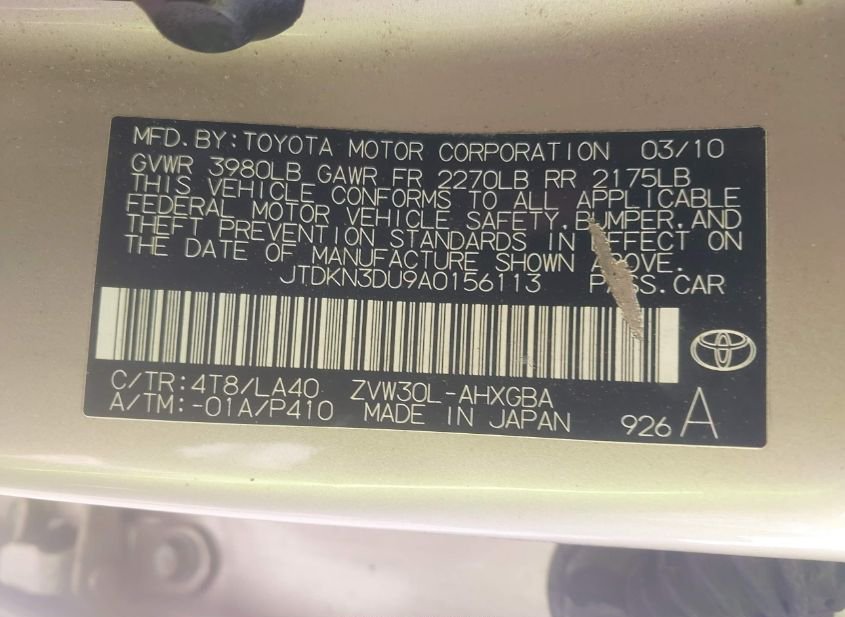 MFD.BY:TOYOTA MOTOR CORPORATION 03/10
GVWR 3980LB GAWR FR 2270LB RR 2175LB
THIS VEHICLE CONFORMS TO ALL APPLICABLE
FEDERAL MOTOR VEHICLE SAFETY,BUMPER,AND
THEFT PREVENTION STANDARDS IN EFFECT ON
THE DATE OF MANUFACTURE SHOWN ABOVE.
JTDKN3DU9A0156113 PASS.CAR
C/TR:4T8/LA40 ZVW30L-AHXGBA
A/TM:-01A/P410 MADE IN JAPAN 926 A